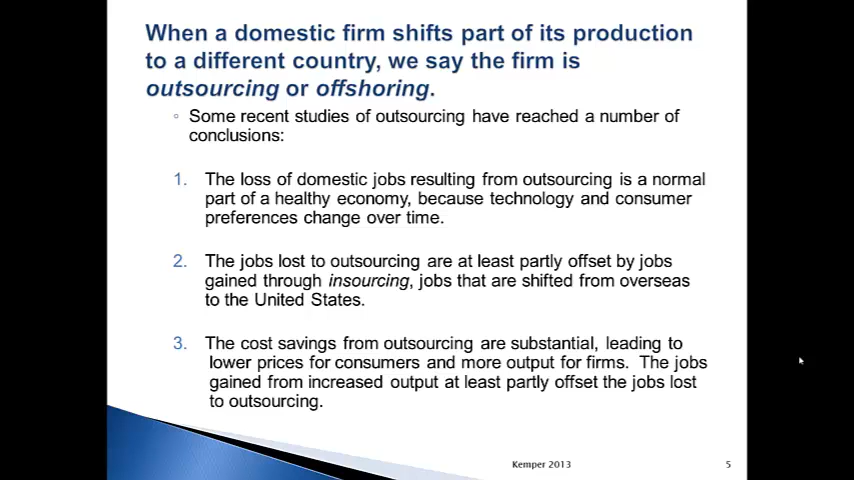 When a domestic firm shifts part of its production
to a different country, we say the firm is
outsourcing or offshoring.
◦ Some recent studies of outsourcing have reached a number of
conclusions:
1. The loss of domestic jobs resulting from outsourcing is a normal
part of a healthy economy, because technology and consumer
preferences change over time.
2. The jobs lost to outsourcing are at least partly offset by jobs
gained through insourcing, jobs that are shifted from overseas
to the United States.
3. The cost savings from outsourcing are substantial, leading to
lower prices for consumers and more output for firms. The jobs
gained from increased output at least partly offset the jobs lost
to outsourcing.
Kemper 2013
5